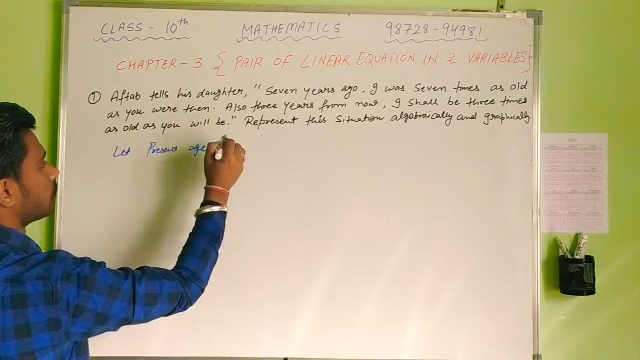 CLASS - 10th MATHEMATICS 98728-94981
CHAPTER-3 { PAIR OF LINEAR EQUATION IN 2 VARIABLES}
① Aftab tells his daughter, "Seven years ago, I was Seven times as old
as you were then. Also three years from now, I shall be three times
as old as you will be." Represent this Situation algebraically and graphically
Let Present age